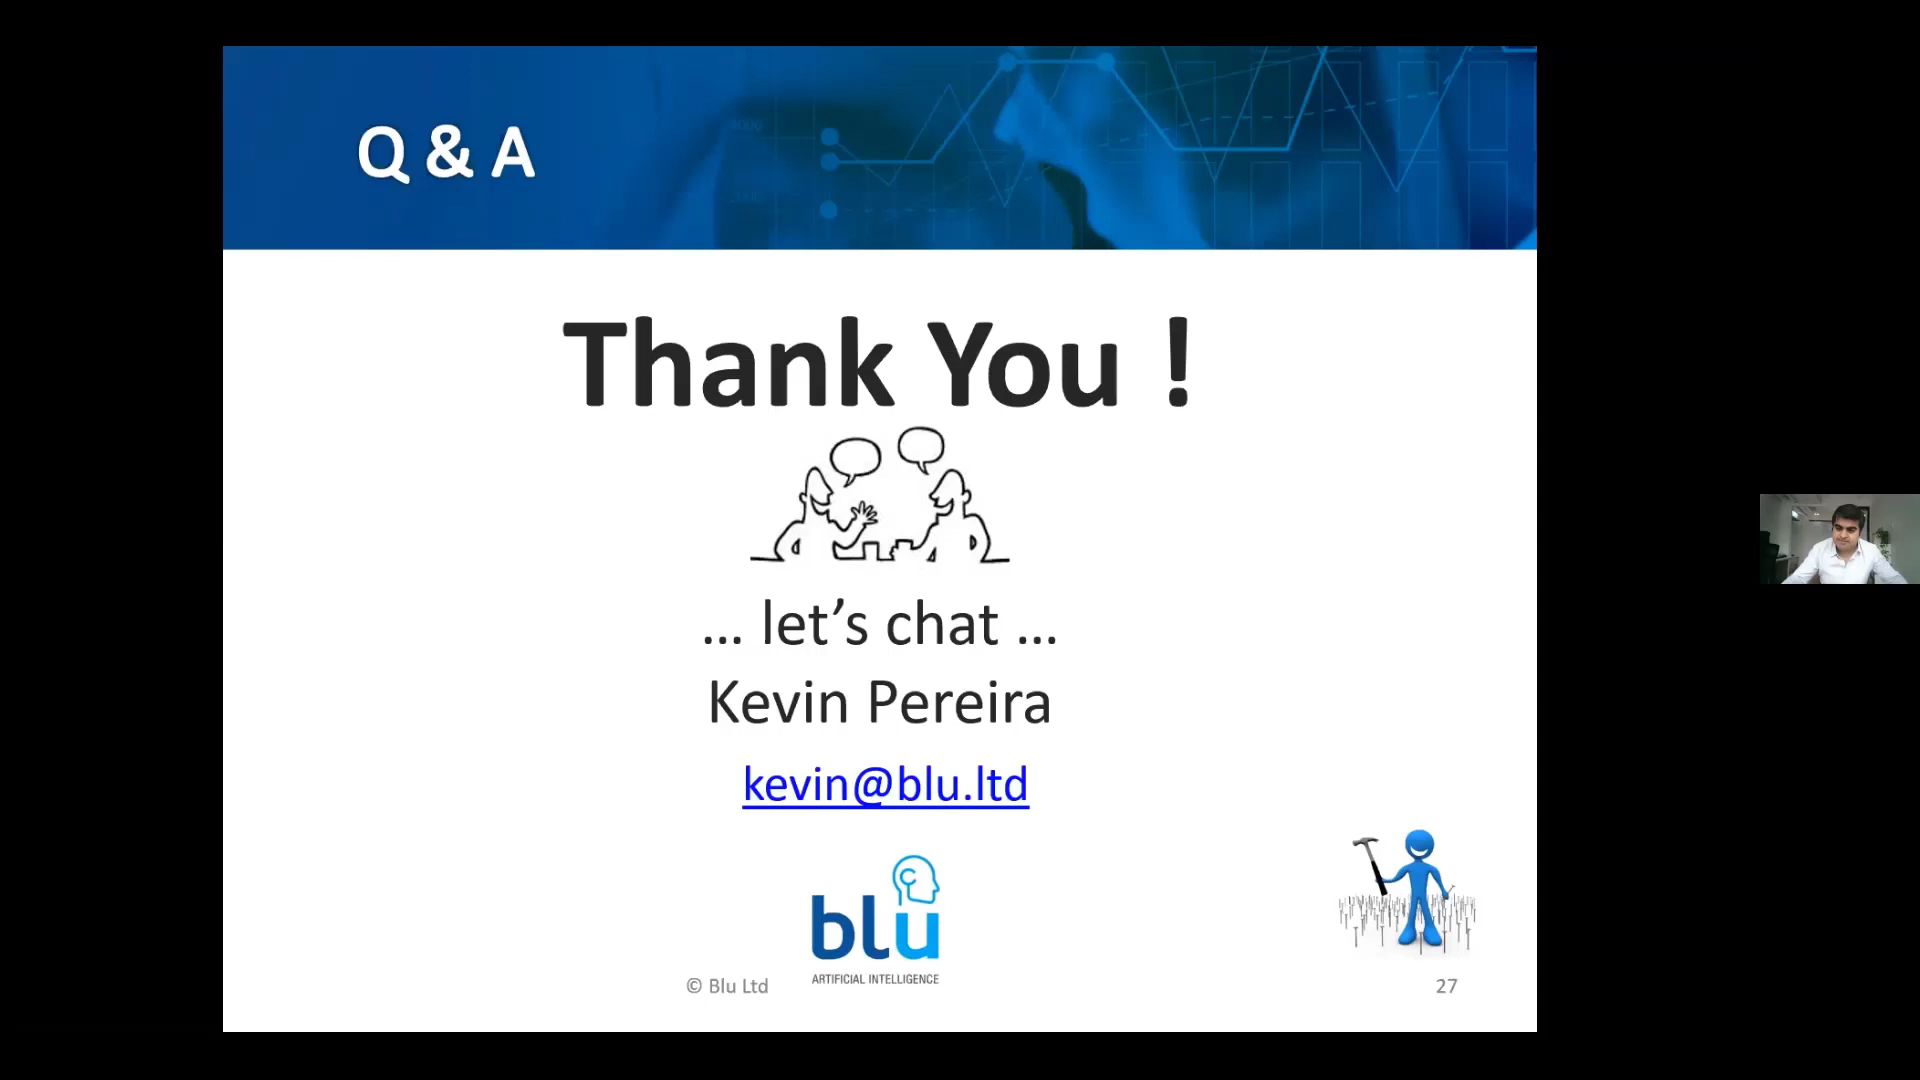 Q & A
Thank You !
... let’s chat ...
Kevin Pereira
kevin@blu.ltd
blu
ARTIFICIAL INTELLIGENCE
© Blu Ltd
27